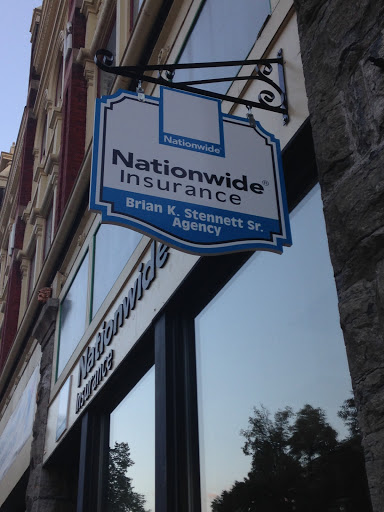 Nationwide®
Nationwide®
Insurance
Brian K. Stennett Sr.
Agency
Nationwide
Insurance